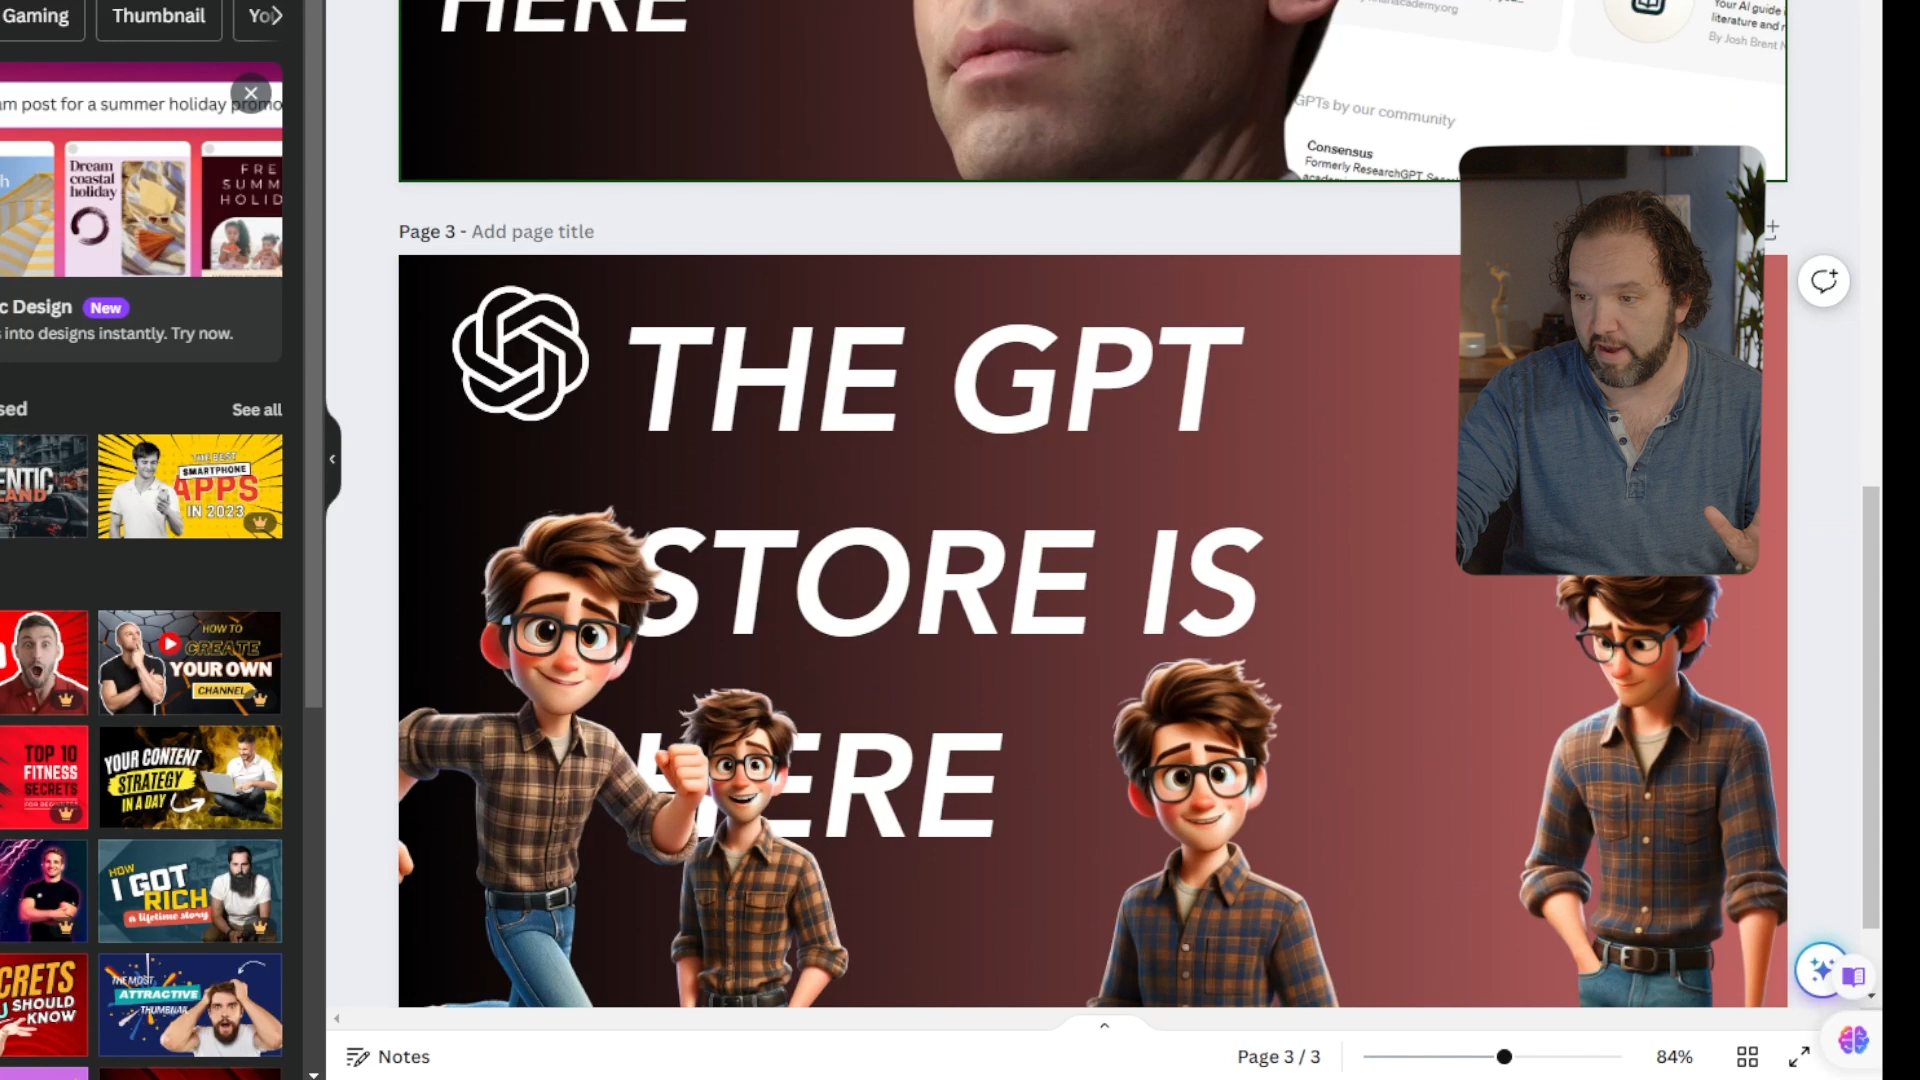 Gaming
Thumbnail
HERE
am post for a summer holiday promo
Dream
coastal
holiday
FRE
SUMM
HOLID
c Design
New
s into designs instantly. Try now.
sed
See all
ENTIC
LAND
THE BEST
SMARTPHONE
APPS
IN 2023
HOW TO
CREATE
YOUR OWN
CHANNEL
TOP 10
FITNESS
SECRETS
YOUR CONTENT
STRATEGY
IN A DAY
HOW
I GOT
RICH
a lifetime story
CRETS
SHOULD
KNOW
THE MOST
ATTRACTIVE
THUMBNAIL
Your AI guide
literature and r
By Josh Brent N
GPTs by our community
Consensus
Formerly ResearchGPT
Page 3 - Add page title
THE GPT
STORE IS
HERE
Notes
Page 3 / 3
84%